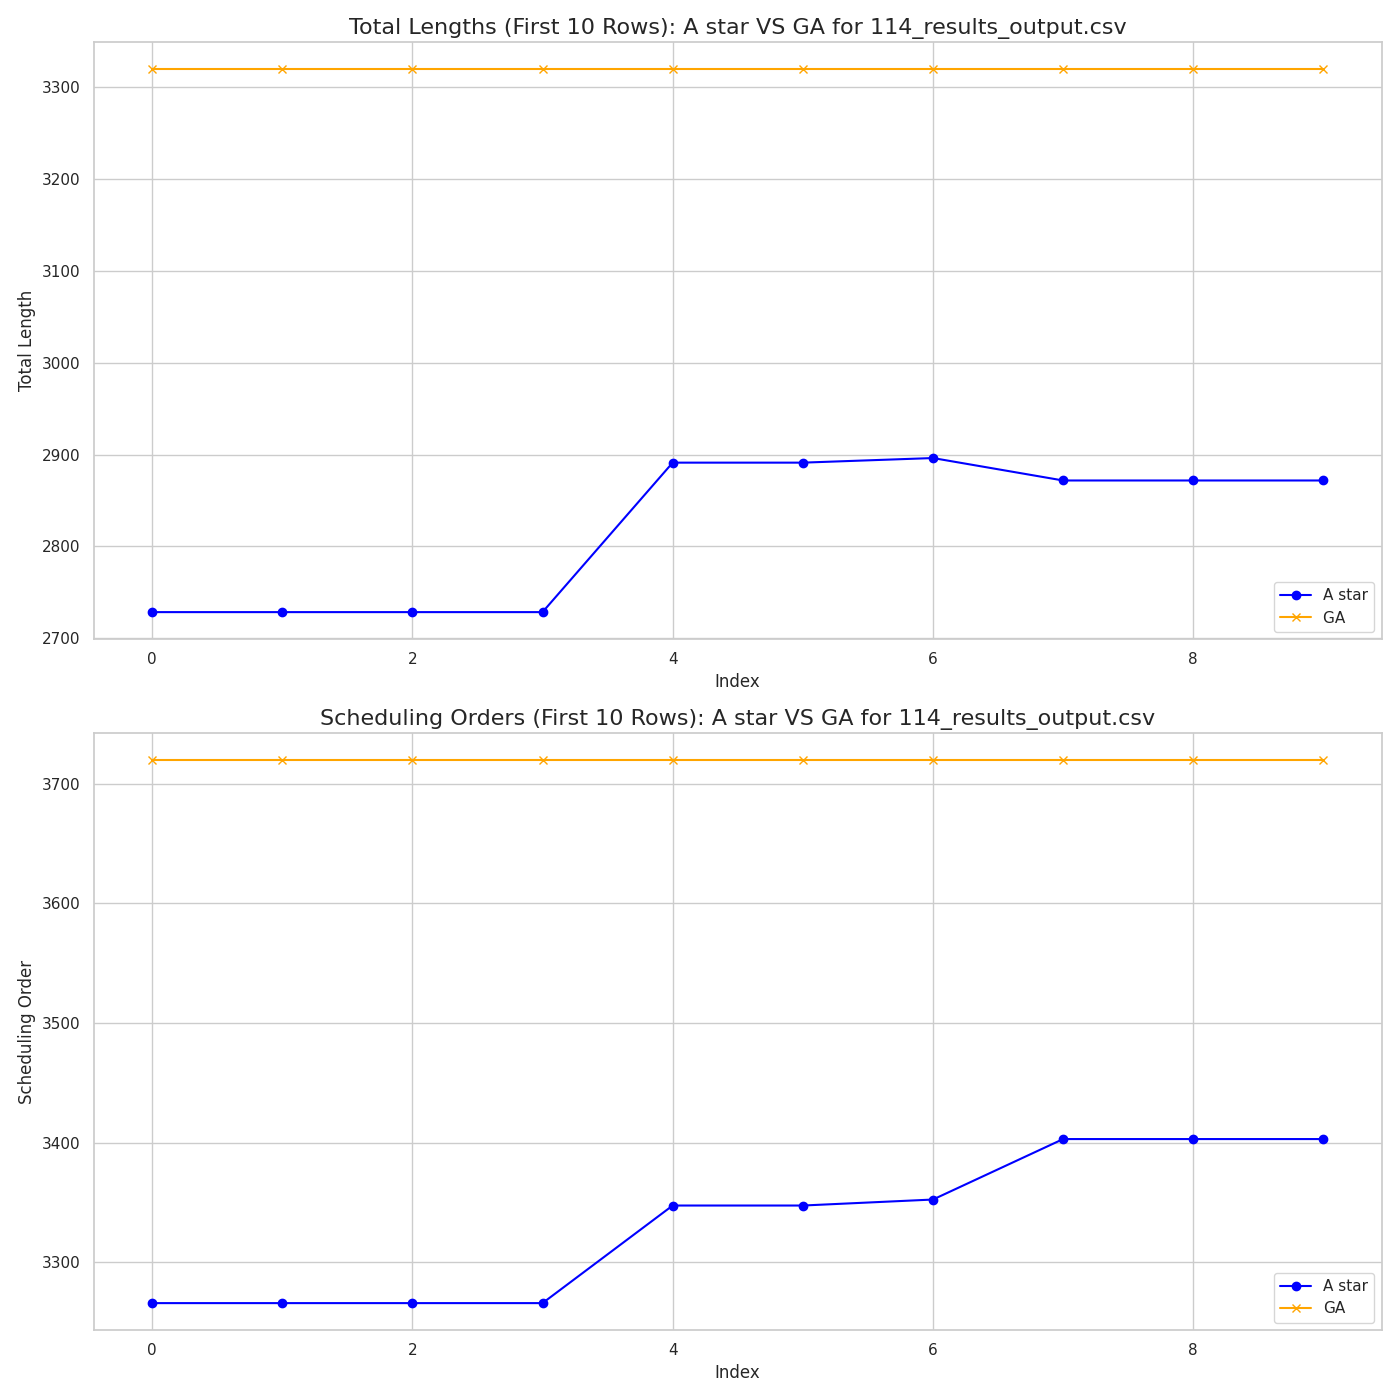 Total Lengths (First 10 Rows): A star VS GA for 114_results_output.csv
3300
3200
3100
3000
2900
2800
2700
Total Length
0 2 4 6 8
Index
A star
GA
Scheduling Orders (First 10 Rows): A star VS GA for 114_results_output.csv
3700
3600
3500
3400
3300
Scheduling Order
0 2 4 6 8
Index
A star
GA